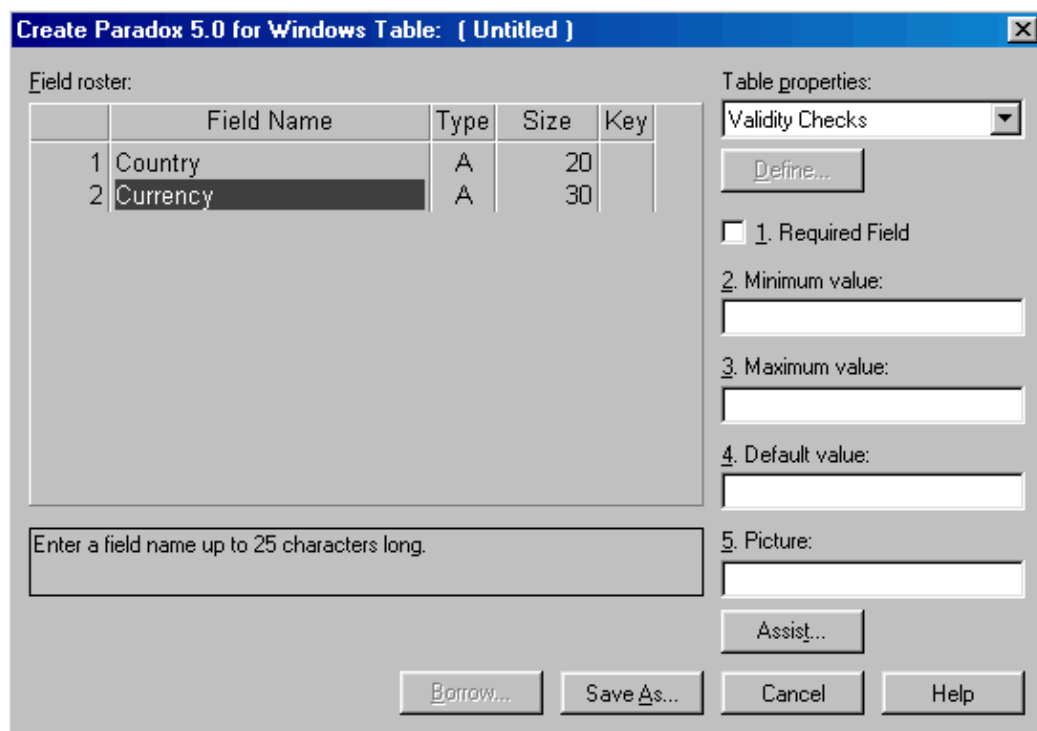 Create Paradox 5.0 for Windows Table: ( Untitled )
Field roster:
Field Name Type Size Key
1 Country A 20
2 Currency A 30
Enter a field name up to 25 characters long.
Table properties:
Validity Checks
Define...
1. Required Field
2. Minimum value:
3. Maximum value:
4. Default value:
5. Picture:
Assist...
Borrow... Save As... Cancel Help